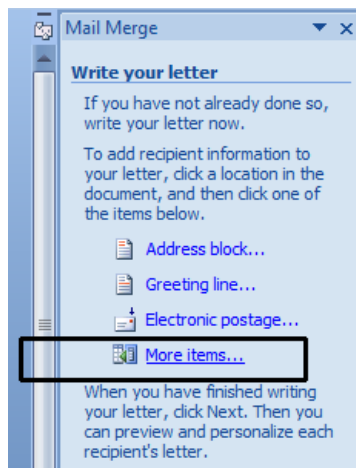 Mail Merge
Write your letter
If you have not already done so,
write your letter now.
To add recipient information to
your letter, click a location in the
document, and then click one of
the items below.
Address block...
Greeting line...
Electronic postage...
More items...
When you have finished writing
your letter, click Next. Then you
can preview and personalize each
recipient's letter.